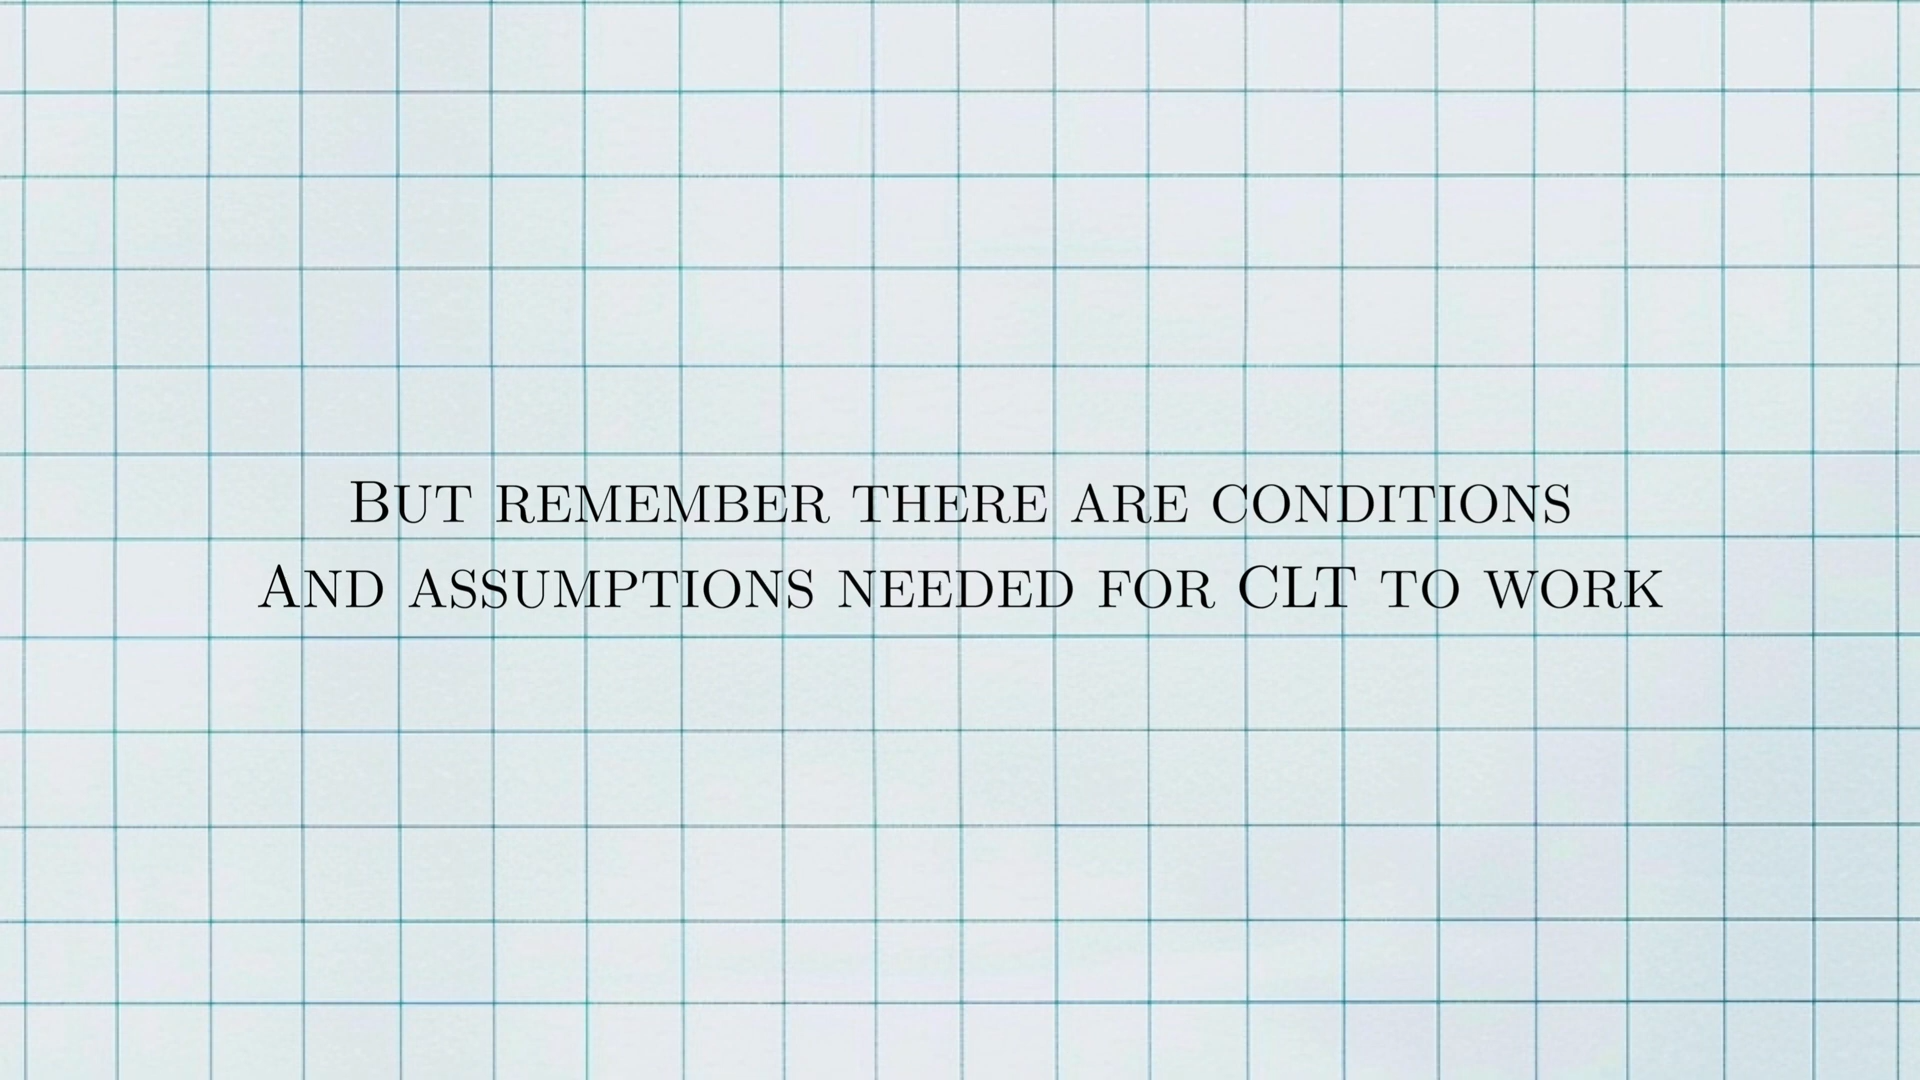 But remember there are conditions
And assumptions needed for CLT to work